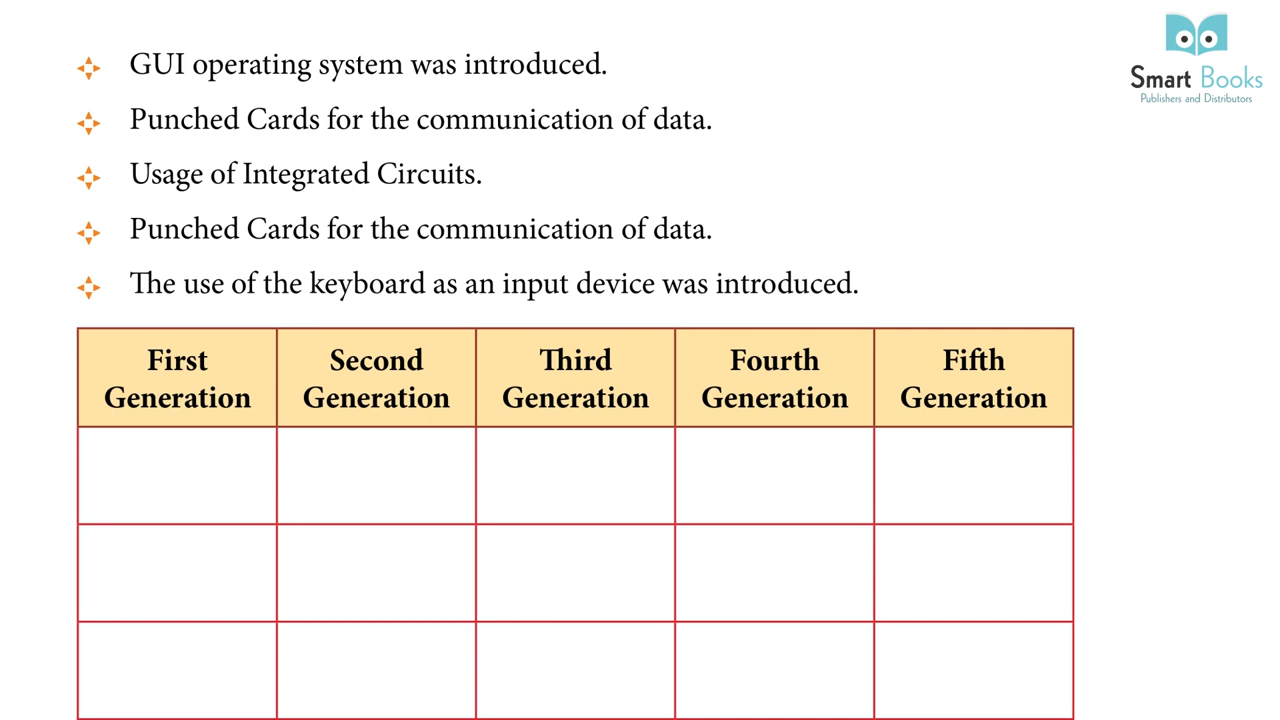 Smart Books
Publishers and Distributors
GUI operating system was introduced.
Punched Cards for the communication of data.
Usage of Integrated Circuits.
Punched Cards for the communication of data.
The use of the keyboard as an input device was introduced.
First Generation
Second Generation
Third Generation
Fourth Generation
Fifth Generation